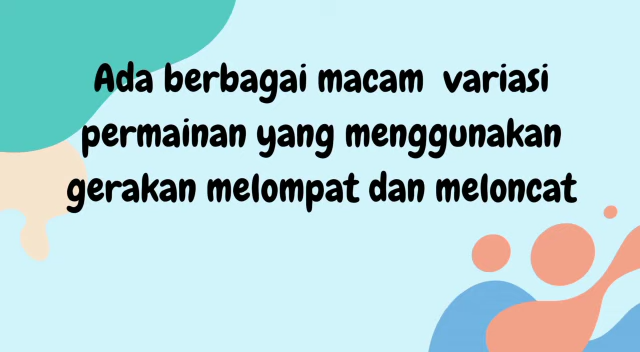 Ada berbagai macam variasi
permainan yang menggunakan
gerakan melompat dan meloncat